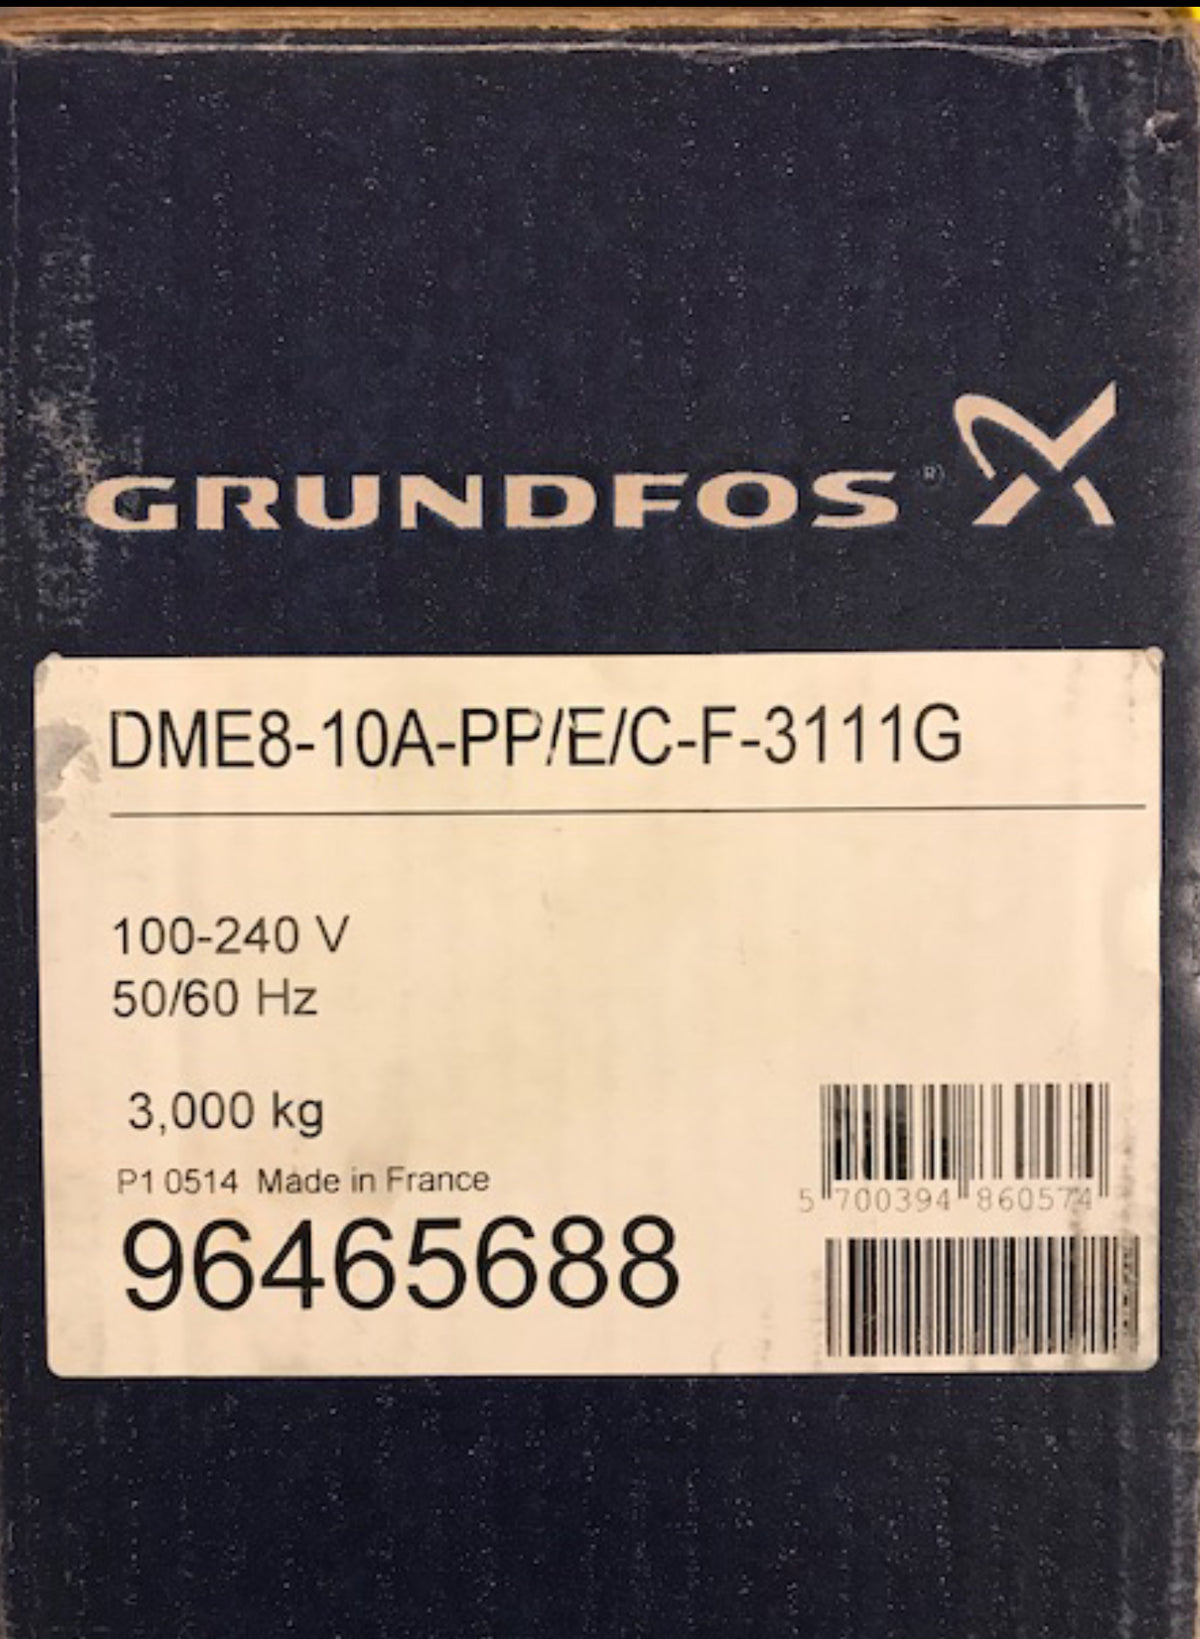 GRUNDFOS ®
DME8-10A-PP/E/C-F-3111G
100-240 V
50/60 Hz
3,000 kg
P1 0514 Made in France
96465688
5 700394 860574